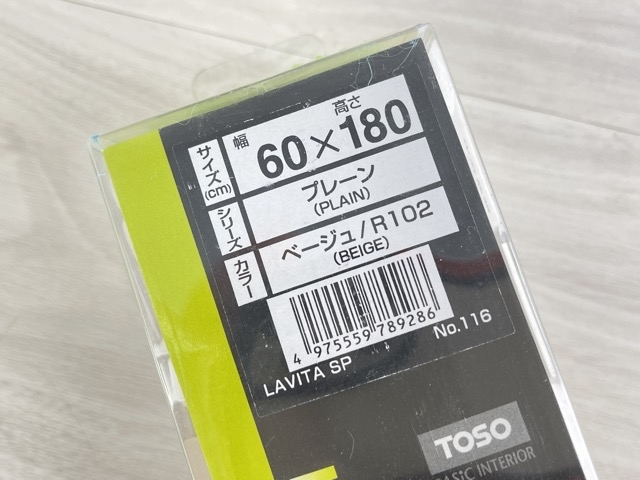 サイズ(cm)
幅 60×180 高さ
シリーズ
プレーン
(PLAIN)
カラー
ベージュ/R102
(BEIGE)
4 975559 789286
LAVITA SP No.116
TOSO
BASIC INTERIOR